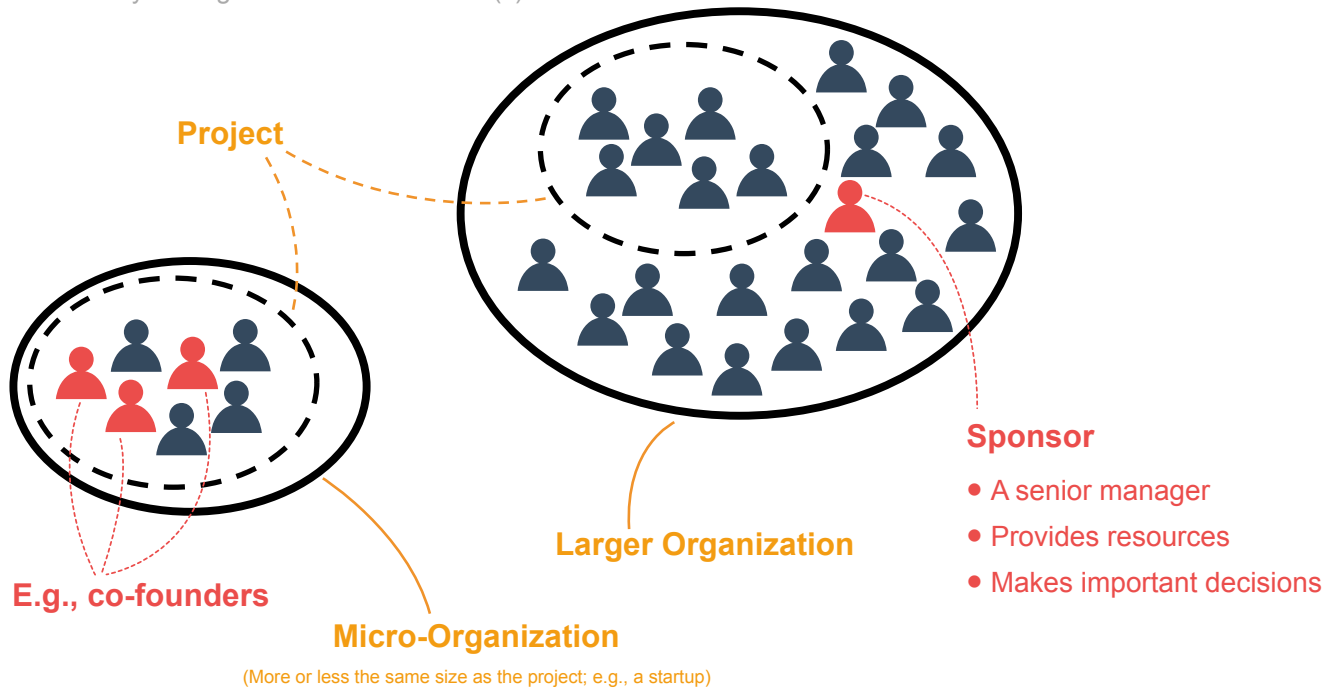 Project
Sponsor
• A senior manager
• Provides resources
• Makes important decisions
Larger Organization
E.g., co-founders
Micro-Organization
(More or less the same size as the project; e.g., a startup)